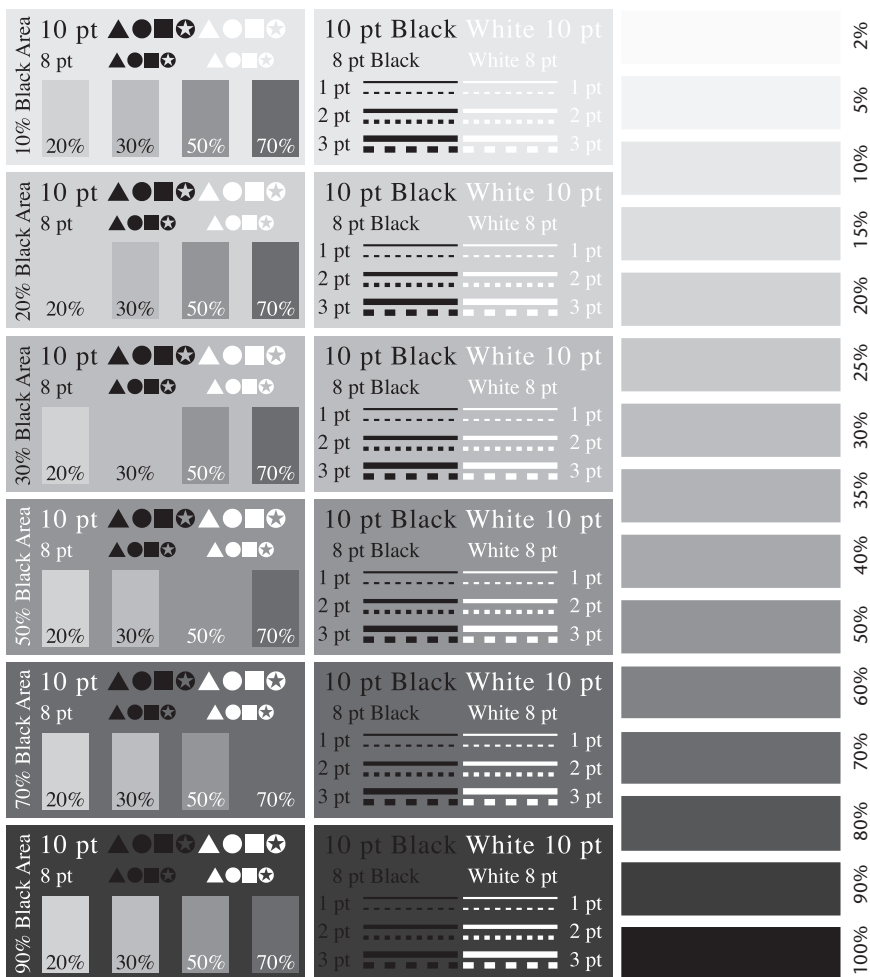 10% Black Area
10 pt
8 pt
20% 30% 50% 70%
10 pt Black White 10 pt
8 pt Black White 8 pt
1 pt 1 pt
2 pt 2 pt
3 pt 3 pt
20% Black Area
10 pt
8 pt
20% 30% 50% 70%
10 pt Black White 10 pt
8 pt Black White 8 pt
1 pt 1 pt
2 pt 2 pt
3 pt 3 pt
30% Black Area
10 pt
8 pt
20% 30% 50% 70%
10 pt Black White 10 pt
8 pt Black White 8 pt
1 pt 1 pt
2 pt 2 pt
3 pt 3 pt
50% Black Area
10 pt
8 pt
20% 30% 50% 70%
10 pt Black White 10 pt
8 pt Black White 8 pt
1 pt 1 pt
2 pt 2 pt
3 pt 3 pt
70% Black Area
10 pt
8 pt
20% 30% 50% 70%
10 pt Black White 10 pt
8 pt Black White 8 pt
1 pt 1 pt
2 pt 2 pt
3 pt 3 pt
90% Black Area
10 pt
8 pt
20% 30% 50% 70%
10 pt Black White 10 pt
8 pt Black White 8 pt
1 pt 1 pt
2 pt 2 pt
3 pt 3 pt
2%
5%
10%
15%
20%
25%
30%
35%
40%
50%
60%
70%
80%
90%
100%